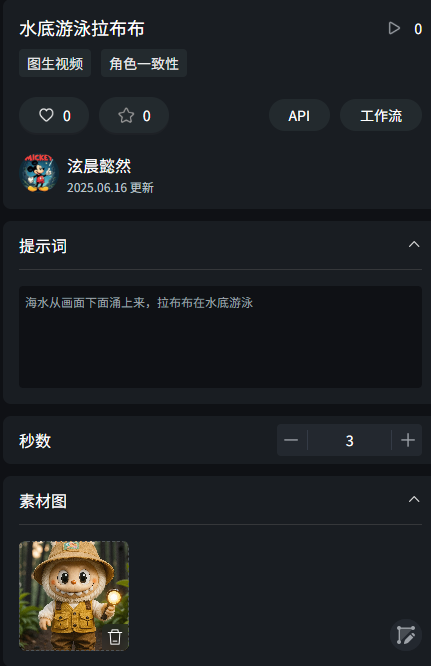 水底游泳拉布布
0
图生视频 角色一致性
0 0 API 工作流
MICKEY
泫晨懿然
2025.06.16 更新
提示词
海水从画面下面涌上来，拉布布在水底游泳
秒数
3
素材图